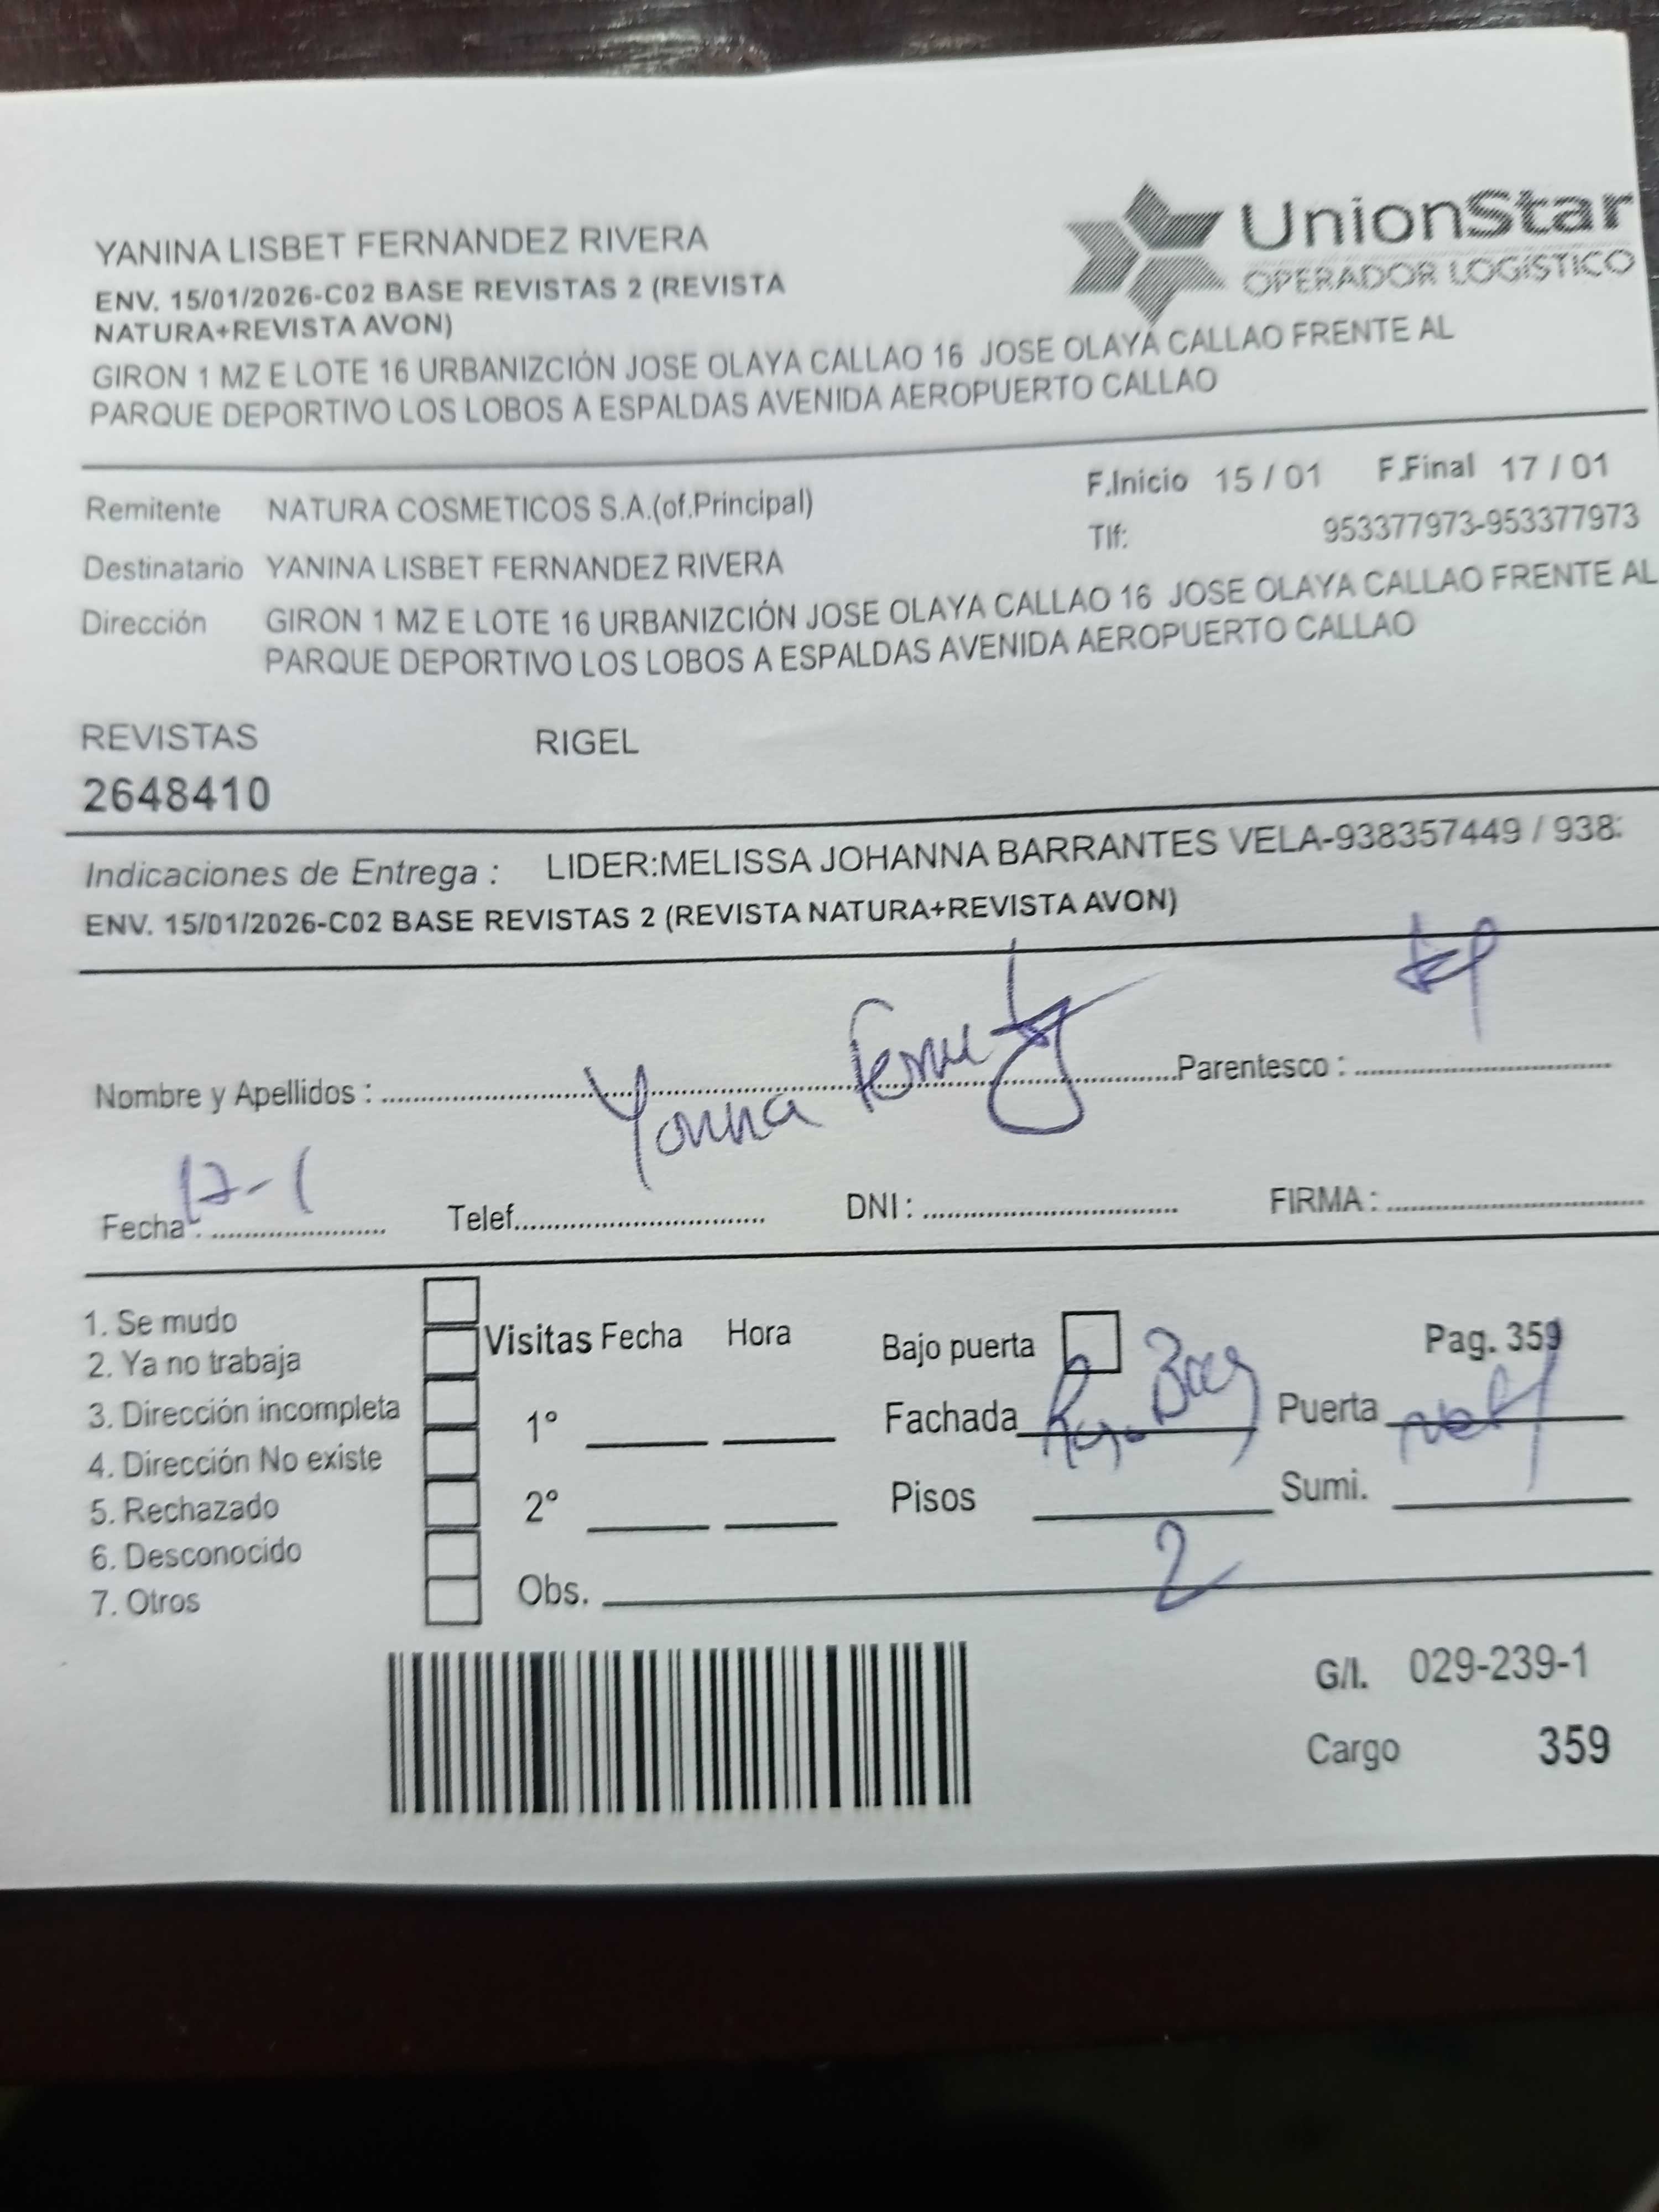 YANINA LISBET FERNANDEZ RIVERA
UnionStar
OPERADOR LOGÍSTICO
ENV. 15/01/2026-C02 BASE REVISTAS 2 (REVISTA
NATURA+REVISTA AVON)
GIRON 1 MZ E LOTE 16 URBANIZCIÓN JOSE OLAYA CALLAO 16 JOSE OLAYA CALLAO FRENTE AL
PARQUE DEPORTIVO LOS LOBOS A ESPALDAS AVENIDA AEROPUERTO CALLAO
Remitente NATURA COSMETICOS S.A.(of.Principal) F.Inicio 15 / 01 F.Final 17 / 01
Tlf: 953377973-953377973
Destinatario YANINA LISBET FERNANDEZ RIVERA
Dirección GIRON 1 MZ E LOTE 16 URBANIZCIÓN JOSE OLAYA CALLAO 16 JOSE OLAYA CALLAO FRENTE AL
PARQUE DEPORTIVO LOS LOBOS A ESPALDAS AVENIDA AEROPUERTO CALLAO
REVISTAS RIGEL
2648410
Indicaciones de Entrega : LIDER:MELISSA JOHANNA BARRANTES VELA-938357449 / 938
ENV. 15/01/2026-C02 BASE REVISTAS 2 (REVISTA NATURA+REVISTA AVON)
Nombre y Apellidos : Parentesco :
Fecha : 17-1 Telef. DNI : FIRMA :
1. Se mudo
2. Ya no trabaja
3. Dirección incompleta
4. Dirección No existe
5. Rechazado
6. Desconocido
7. Otros
Visitas Fecha Hora Bajo puerta Pag. 359
1° Fachada Puerta
2° Pisos 2 Sumi.
Obs.
G/I. 029-239-1
Cargo 359